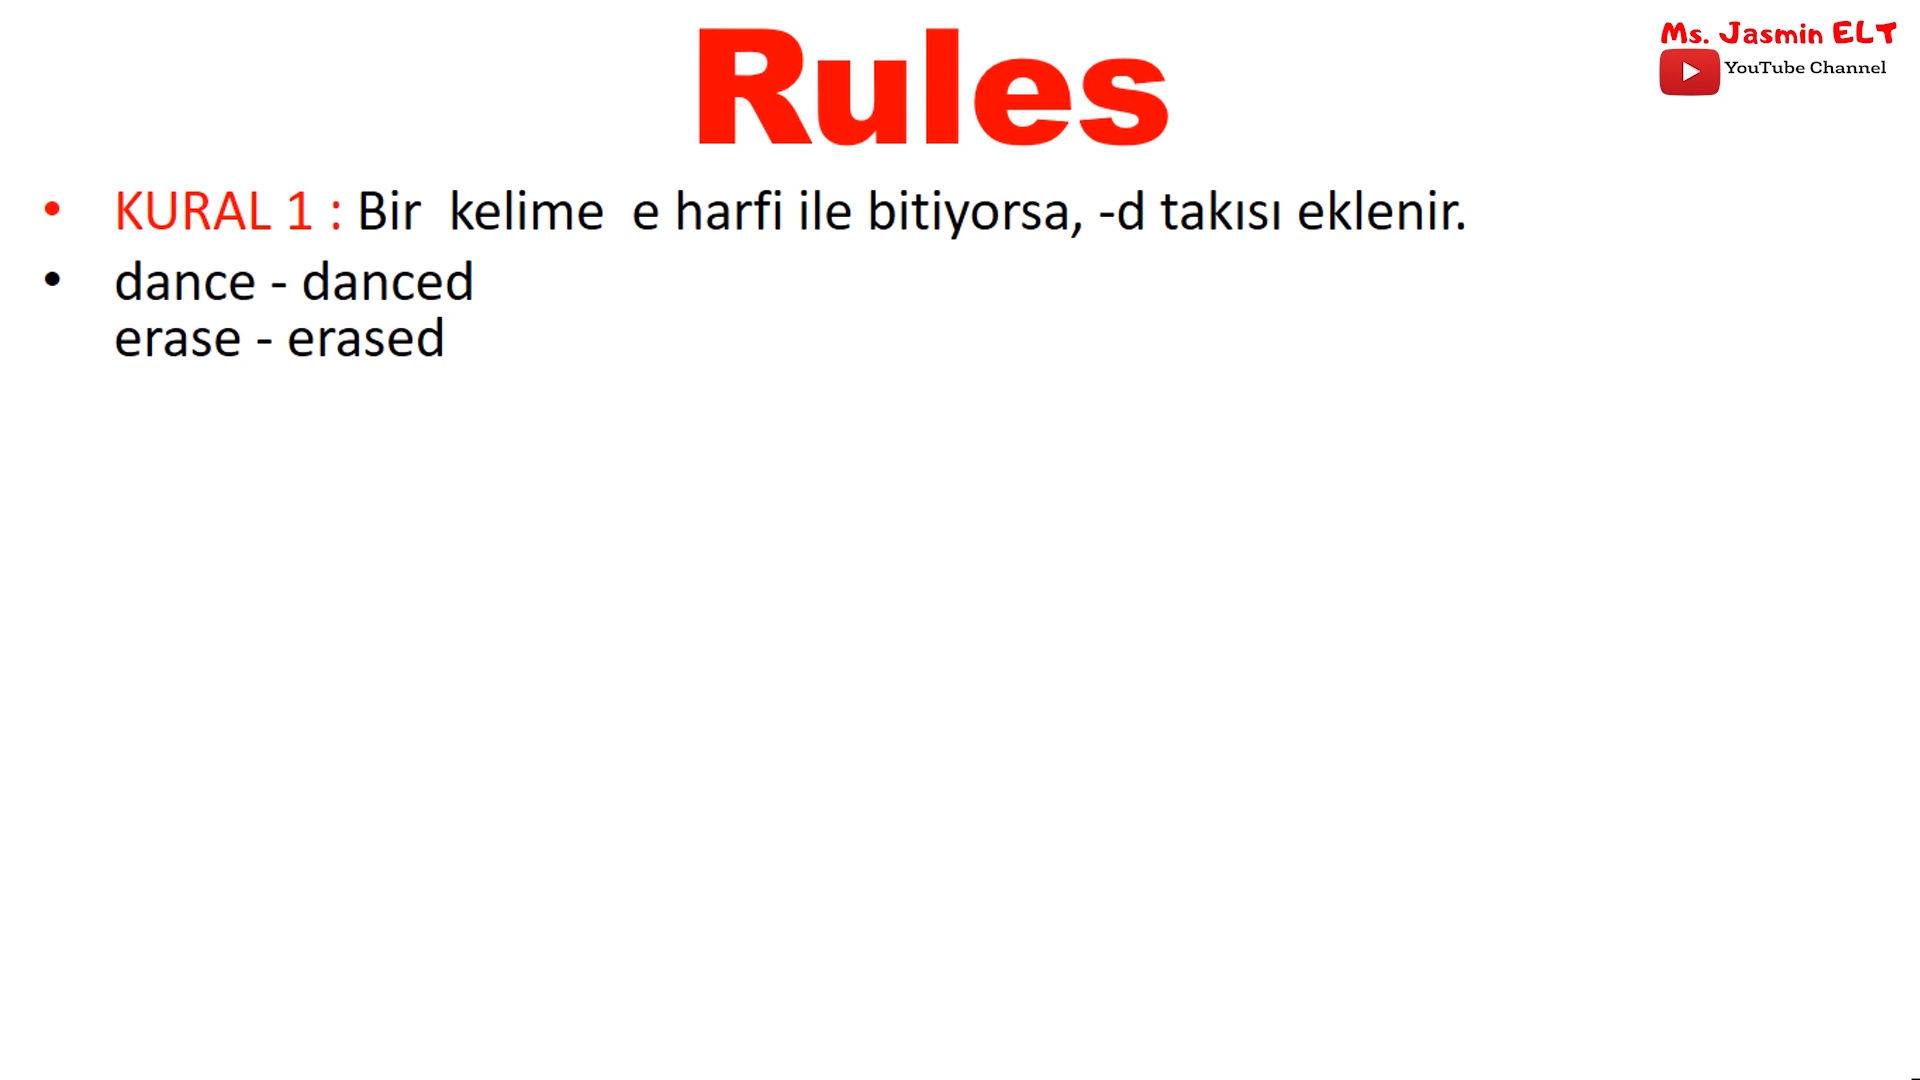 Rules
Ms. Jasmin ELT
YouTube Channel
• KURAL 1 : Bir kelime e harfi ile bitiyorsa, -d takısı eklenir.
• dance - danced
erase - erased